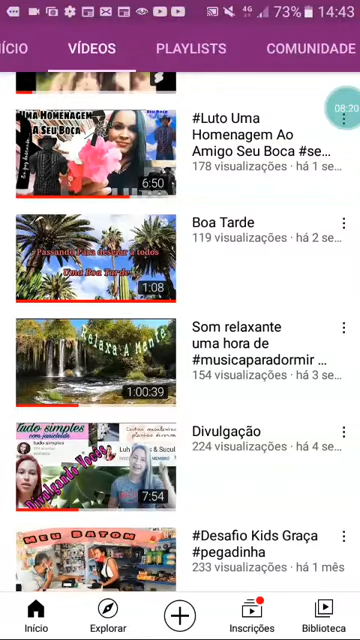 4G 73% 14:43
ÍCIO VÍDEOS PLAYLISTS COMUNIDADE
08:20
UMA HOMENAGEM
A SEU BOCA
6:50
#Luto Uma
Homenagem Ao
Amigo Seu Boca #se...
178 visualizações · há 1 se...
Passando para desejar a todos
Uma Boa Tarde
1:08
Boa Tarde
119 visualizações · há 2 se...
Relaxa A Mente
1:00:39
Som relaxante
uma hora de
#musicaparadormir ...
154 visualizações · há 3 se...
tudo simples
Divulgando Vocês
7:54
Divulgação
224 visualizações · há 4 se...
MEU BATOM
#Desafio Kids Graça
#pegadinha
233 visualizações · há 1 mês
Início Explorar Inscrições Biblioteca